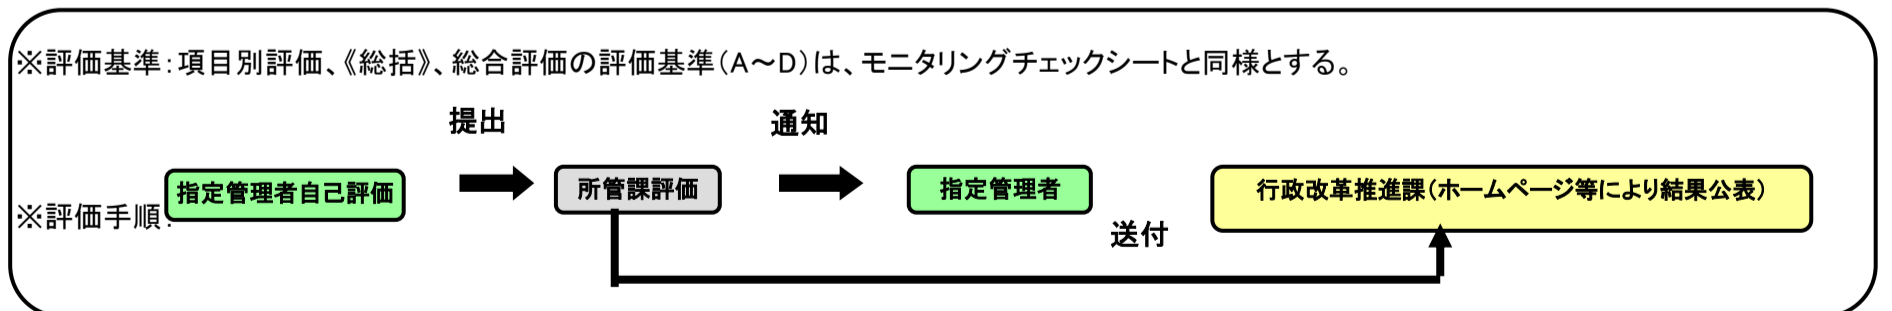 ※評価基準：項目別評価、《総括》、総合評価の評価基準（A～D）は、モニタリングチェックシートと同様とする。
提出
通知
※評価手順：
指定管理者自己評価
所管課評価
指定管理者
行政改革推進課（ホームページ等により結果公表）
送付